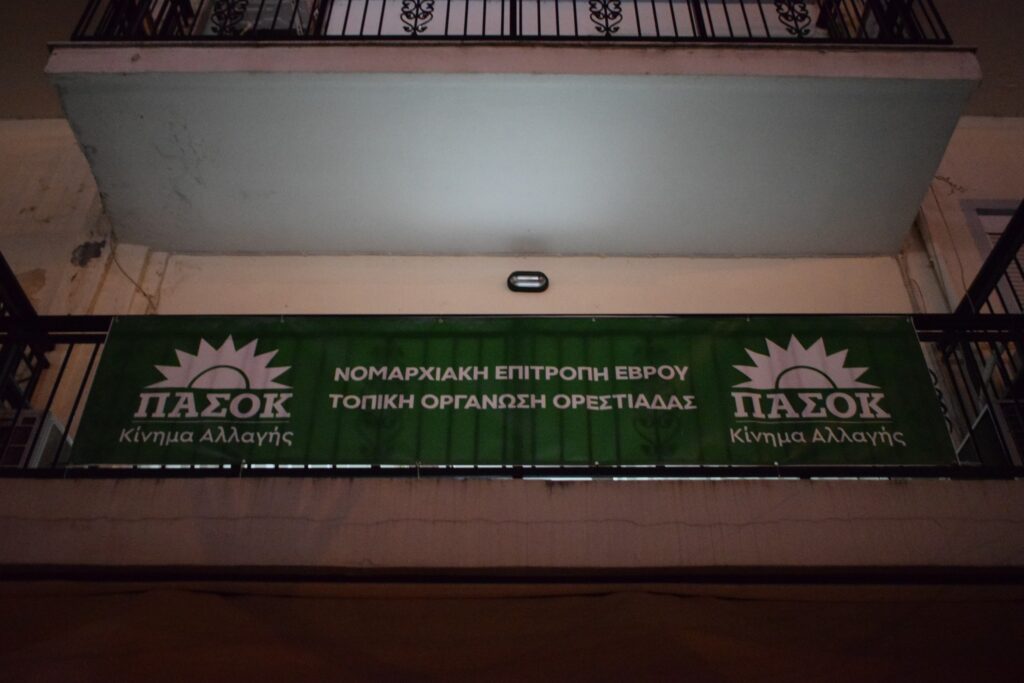 ΠΑΣΟΚ
Κίνημα Αλλαγής
ΝΟΜΑΡΧΙΑΚΗ ΕΠΙΤΡΟΠΗ ΕΒΡΟΥ
ΤΟΠΙΚΗ ΟΡΓΑΝΩΣΗ ΟΡΕΣΤΙΑΔΑΣ
ΠΑΣΟΚ
Κίνημα Αλλαγής